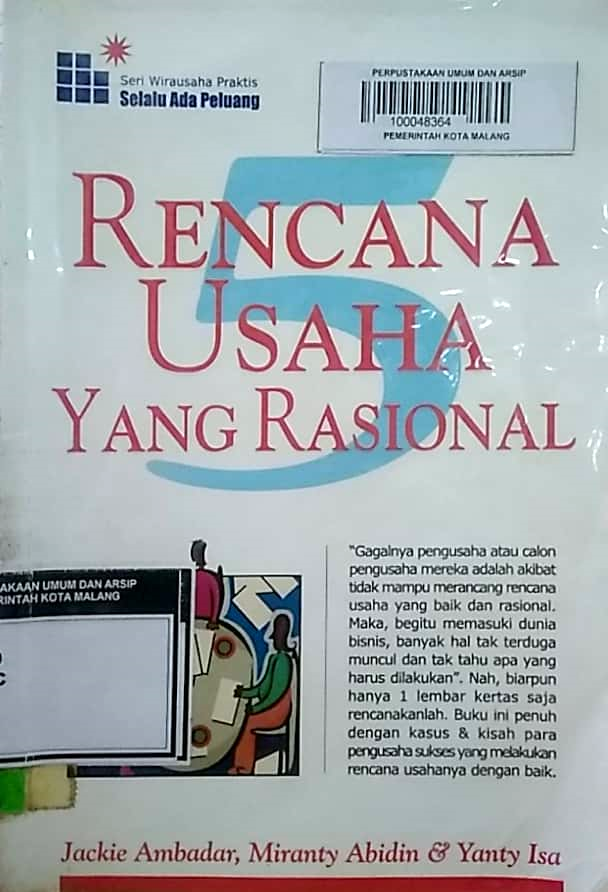 Seri Wirausaha Praktis
Selalu Ada Peluang
PERPUSTAKAAN UMUM DAN ARSIP
100048364
PEMERINTAH KOTA MALANG
5
RENCANA
USAHA
YANG RASIONAL
"Gagalnya pengusaha atau calon
pengusaha mereka adalah akibat
tidak mampu merancang rencana
usaha yang baik dan rasional.
Maka, begitu memasuki dunia
bisnis, banyak hal tak terduga
muncul dan tak tahu apa yang
harus dilakukan". Nah, biarpun
hanya 1 lembar kertas saja
rencanakanlah. Buku ini penuh
dengan kasus & kisah para
pengusaha sukses yang melakukan
rencana usahanya dengan baik.
AKAAN UMUM DAN ARSIP
RINTAH KOTA MALANG
C
Jackie Ambadar, Miranty Abidin & Yanty Isa